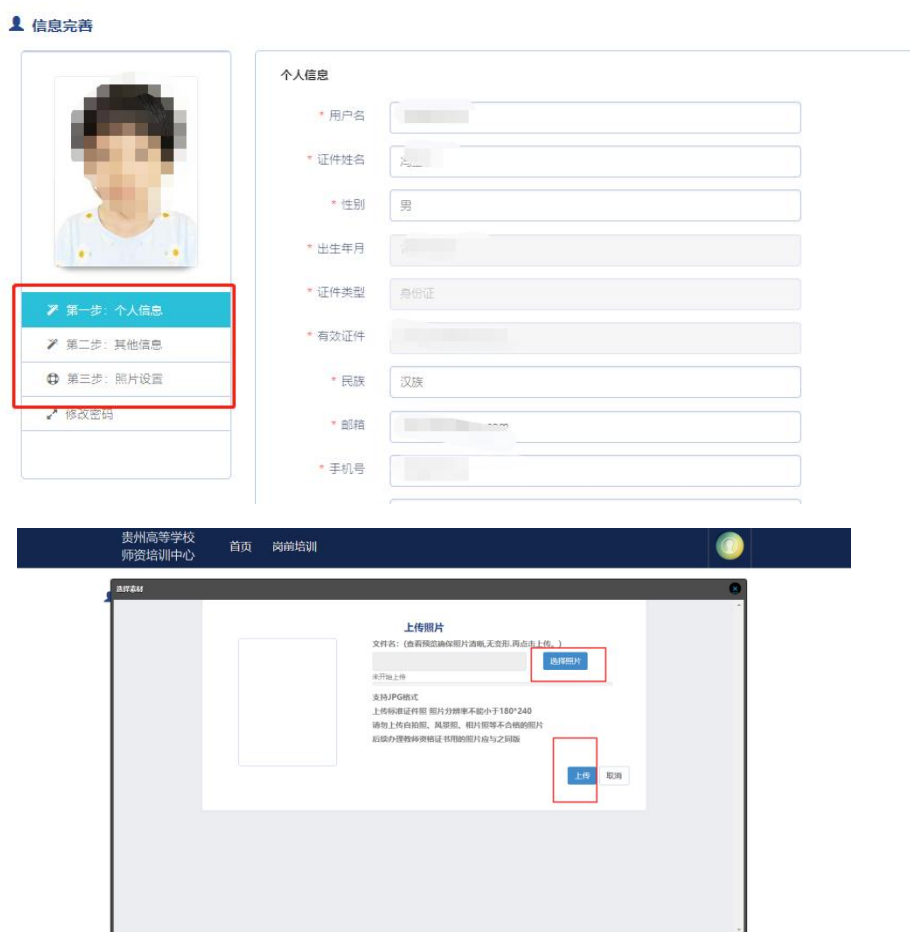 信息完善
个人信息
* 用户名
* 证件姓名
* 性别 男
* 出生年月
* 证件类型 身份证
* 有效证件
* 民族 汉族
* 邮箱
* 手机号
第一步：个人信息
第二步：其他信息
第三步：照片设置
修改密码
贵州高等学校
师资培训中心
首页 岗前培训
选择素材
上传照片
文件名：(查看预览确保照片清晰,无变形,再点击上传。)
选择照片
未开始上传
支持JPG格式
上传标准证件照 照片分辨率不能小于180*240
请勿上传自拍照、风景照、相片照等不合格的照片
后续办理教师资格证书用的照片应与之同版
上传 取消